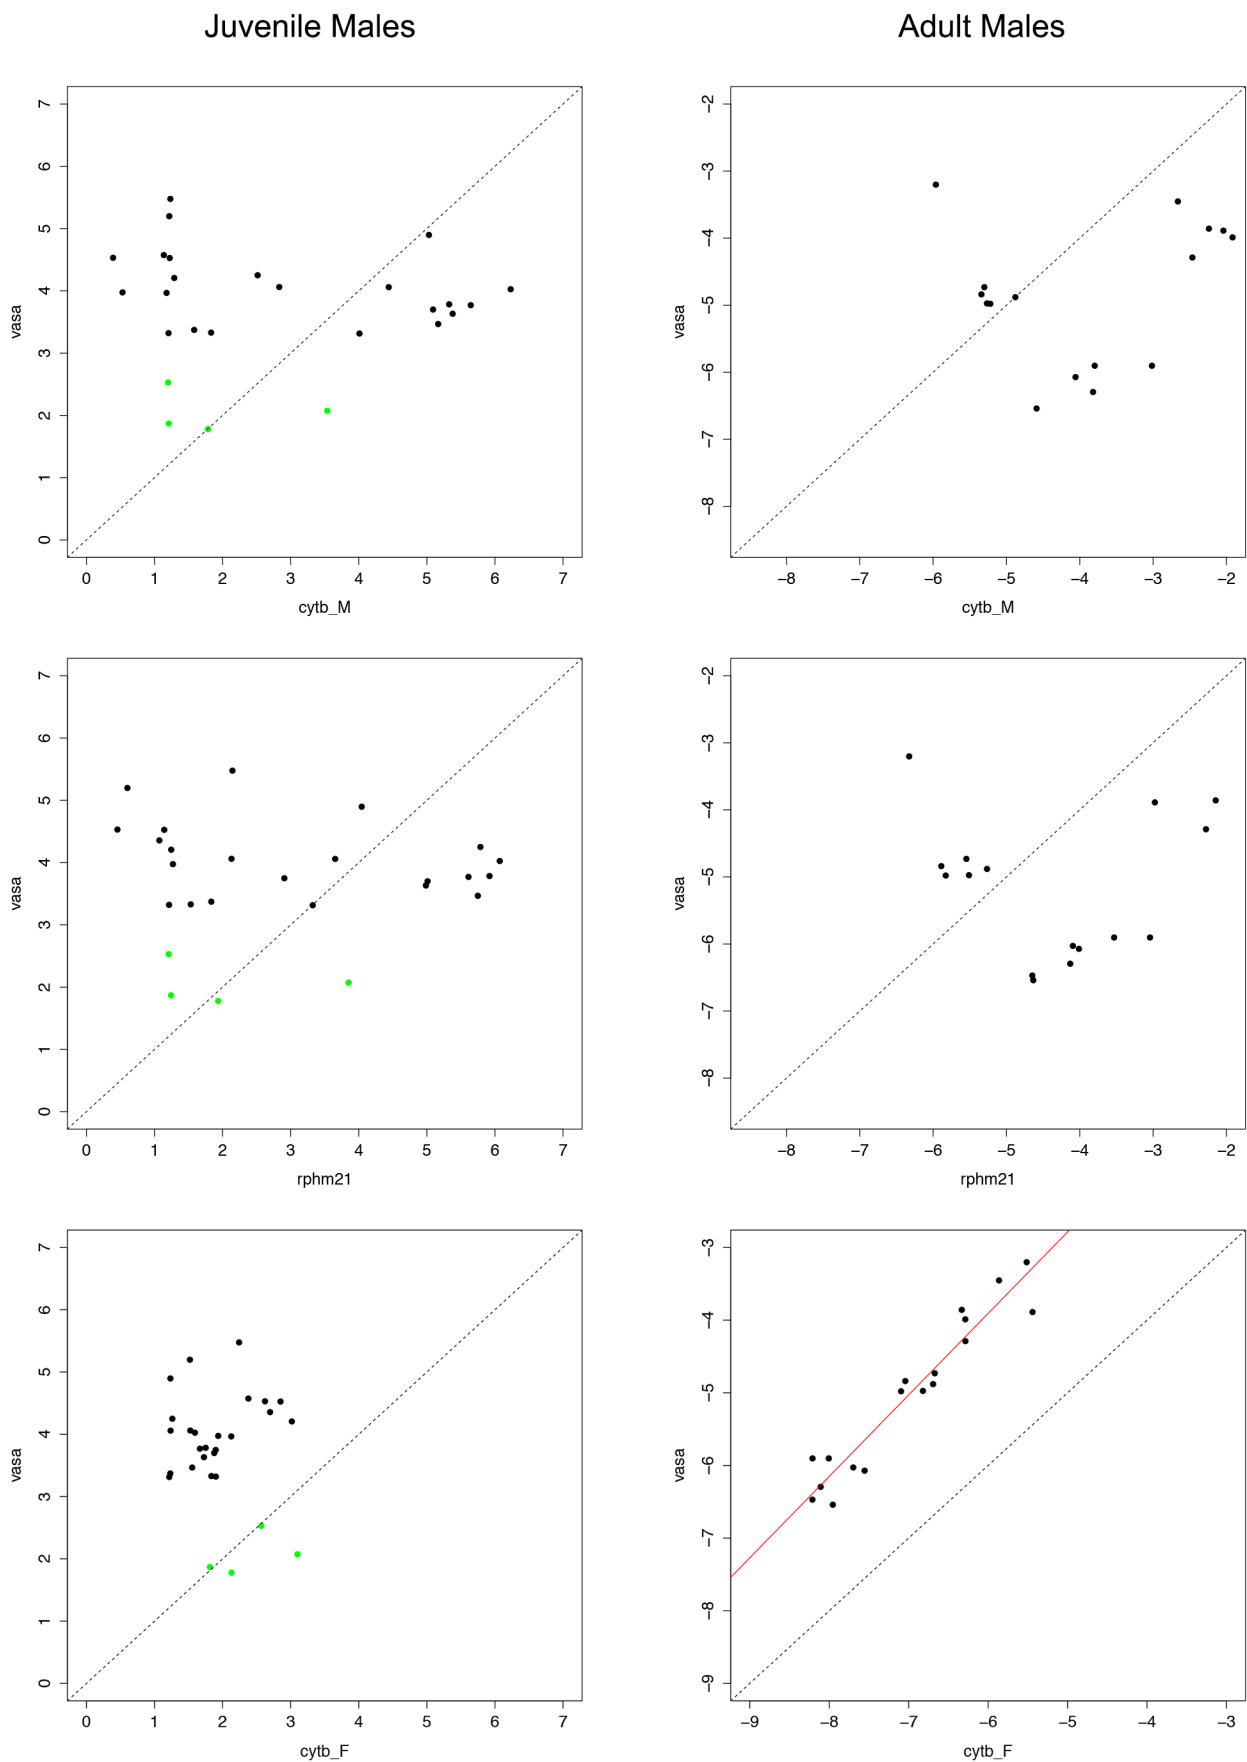 Juvenile Males
Adult Males
7
6
5
4
3
2
1
0
vasa
0 1 2 3 4 5 6 7
cytb_M
−2
−3
−4
−5
−6
−7
−8
vasa
−8 −7 −6 −5 −4 −3 −2
cytb_M
7
6
5
4
3
2
1
0
vasa
0 1 2 3 4 5 6 7
rphm21
−2
−3
−4
−5
−6
−7
−8
vasa
−8 −7 −6 −5 −4 −3 −2
rphm21
7
6
5
4
3
2
1
0
vasa
0 1 2 3 4 5 6 7
cytb_F
−3
−4
−5
−6
−7
−8
−9
vasa
−9 −8 −7 −6 −5 −4 −3
cytb_F